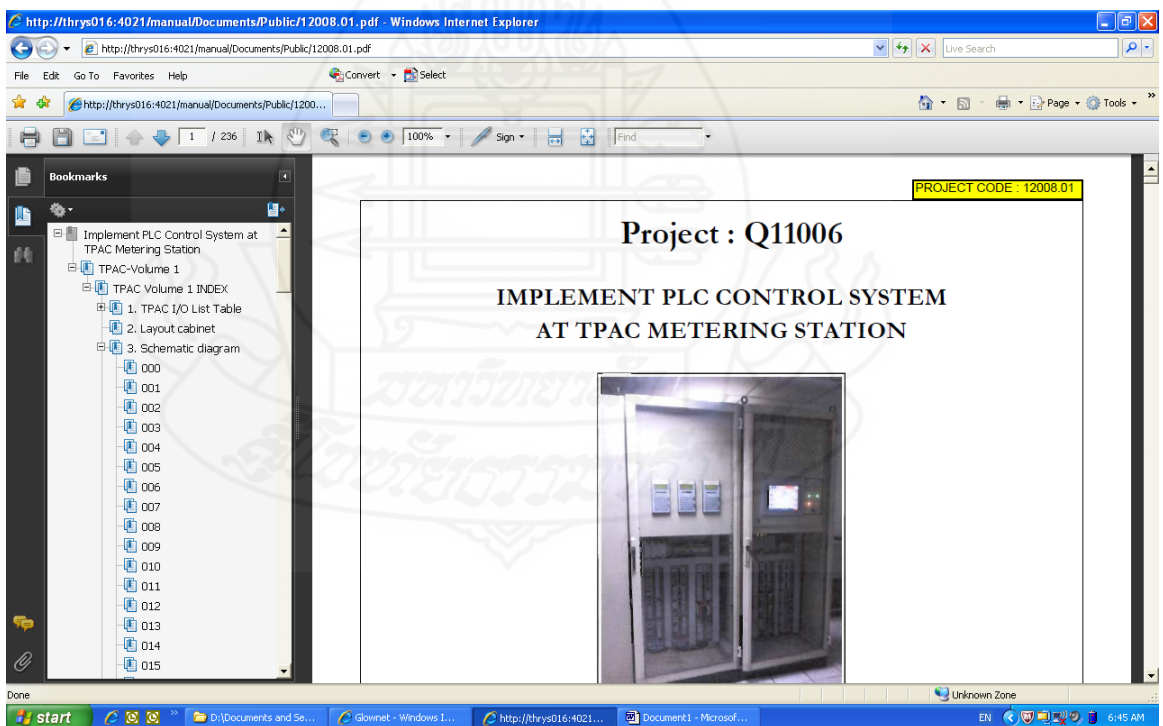 http://thrys016:4021/manual/Documents/Public/12008.01.pdf - Windows Internet Explorer
http://thrys016:4021/manual/Documents/Public/12008.01.pdf
Live Search
File Edit Go To Favorites Help
Convert Select
http://thrys016:4021/manual/Documents/Public/1200...
Page Tools
1 / 236 100% Sign Find
Bookmarks
Implement PLC Control System at
TPAC Metering Station
TPAC-Volume 1
TPAC Volume 1 INDEX
1. TPAC I/O List Table
2. Layout cabinet
3. Schematic diagram
000
001
002
003
004
005
006
007
008
009
010
011
012
013
014
015
PROJECT CODE : 12008.01
Project : Q11006
IMPLEMENT PLC CONTROL SYSTEM
AT TPAC METERING STATION
Done
Unknown Zone
start
D:\Documents and Se...
Glownet - Windows I...
http://thrys016:4021...
Document1 - Microsof...
EN
6:45 AM